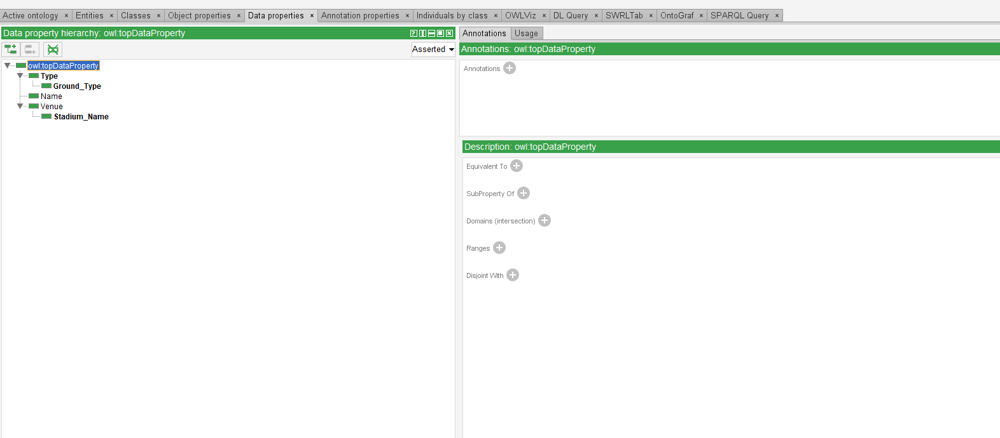 Active ontology × Entities × Classes × Object properties × Data properties × Annotation properties × Individuals by class × OWLViz × DL Query × SWRLTab × OntoGraf × SPARQL Query ×
Data property hierarchy: owl:topDataProperty
Asserted
owl:topDataProperty
Type
Ground_Type
Name
Venue
Stadium_Name
Annotations Usage
Annotations: owl:topDataProperty
Annotations
Description: owl:topDataProperty
Equivalent To
SubProperty Of
Domains (intersection)
Ranges
Disjoint With